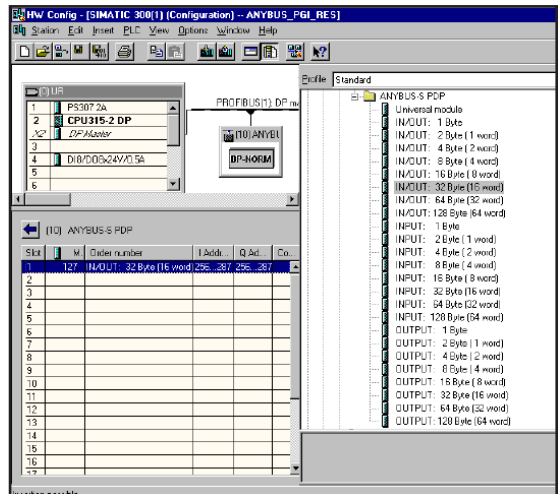 HW Config - [SIMATIC 300(1) (Configuration) -- ANYBUS_PGI_RES]
Station Edit Insert PLC View Options Window Help
(0) UR
1 PS307 2A
2 CPU315-2 DP
X2 DP Master
3
4 DI8/DO8x24V/0.5A
5
6
PROFIBUS(1): DP ma
(10) ANYBU
DP-NORM
(10) ANYBUS-S PDP
Slot M. Order number I Addr... Q Ad... Co...
1 127 IN/OUT: 32 Byte (16 word) 256...287 256...287
2
3
4
5
6
7
8
9
10
11
12
13
14
15
16
17
Profile Standard
ANYBUS-S PDP
Universal module
IN/OUT: 1 Byte
IN/OUT: 2 Byte ( 1 word)
IN/OUT: 4 Byte ( 2 word)
IN/OUT: 8 Byte ( 4 word)
IN/OUT: 16 Byte ( 8 word)
IN/OUT: 32 Byte (16 word)
IN/OUT: 64 Byte (32 word)
IN/OUT: 128 Byte (64 word)
INPUT: 1 Byte
INPUT: 2 Byte ( 1 word)
INPUT: 4 Byte ( 2 word)
INPUT: 8 Byte ( 4 word)
INPUT: 16 Byte ( 8 word)
INPUT: 32 Byte (16 word)
INPUT: 64 Byte (32 word)
INPUT: 128 Byte (64 word)
OUTPUT: 1 Byte
OUTPUT: 2 Byte ( 1 word)
OUTPUT: 4 Byte ( 2 word)
OUTPUT: 8 Byte ( 4 word)
OUTPUT: 16 Byte ( 8 word)
OUTPUT: 32 Byte (16 word)
OUTPUT: 64 Byte (32 word)
OUTPUT: 128 Byte (64 word)